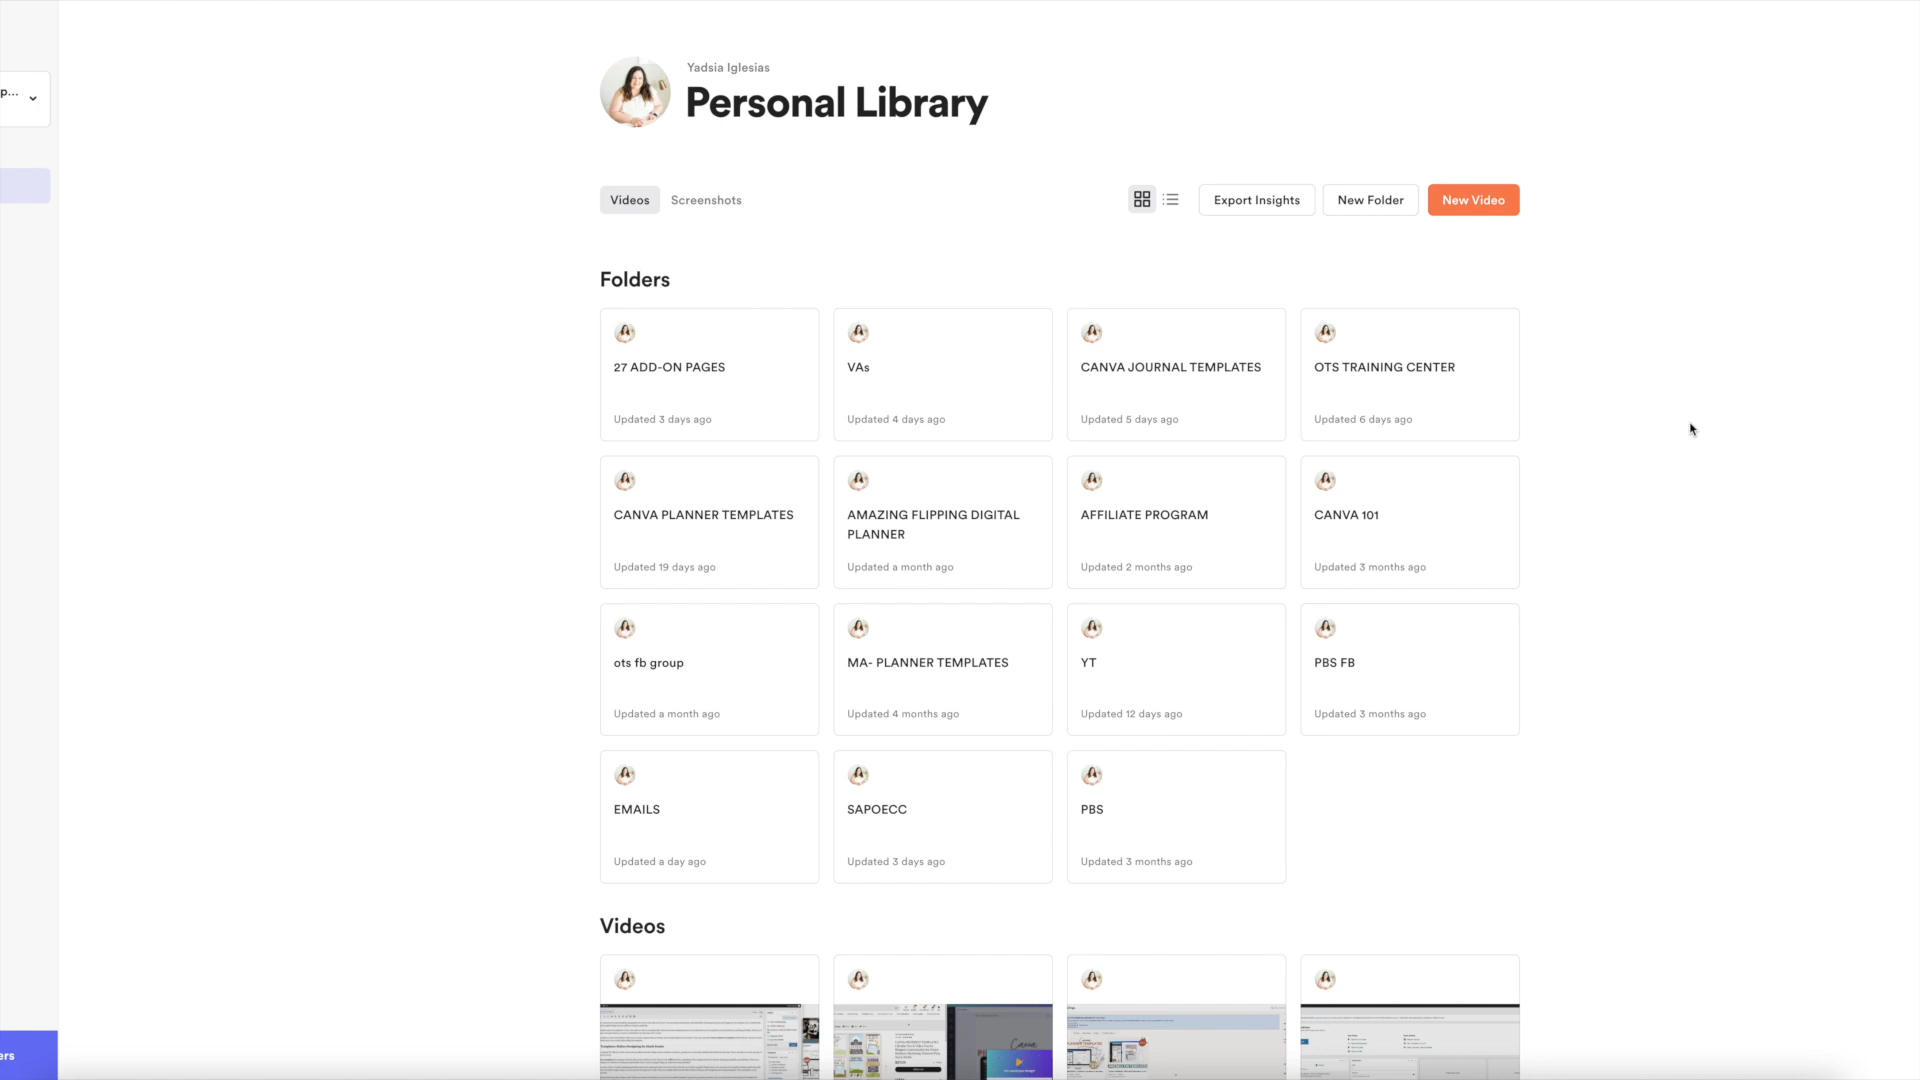 p...
Yadsia Iglesias
Personal Library
Videos
Screenshots
Export Insights
New Folder
New Video
Folders
27 ADD-ON PAGES
Updated 3 days ago
VAs
Updated 4 days ago
CANVA JOURNAL TEMPLATES
Updated 5 days ago
OTS TRAINING CENTER
Updated 6 days ago
CANVA PLANNER TEMPLATES
Updated 19 days ago
AMAZING FLIPPING DIGITAL
PLANNER
Updated a month ago
AFFILIATE PROGRAM
Updated 2 months ago
CANVA 101
Updated 3 months ago
ots fb group
Updated a month ago
MA- PLANNER TEMPLATES
Updated 4 months ago
YT
Updated 12 days ago
PBS FB
Updated 3 months ago
EMAILS
Updated a day ago
SAPOECC
Updated 3 days ago
PBS
Updated 3 months ago
Videos
Canva
ers